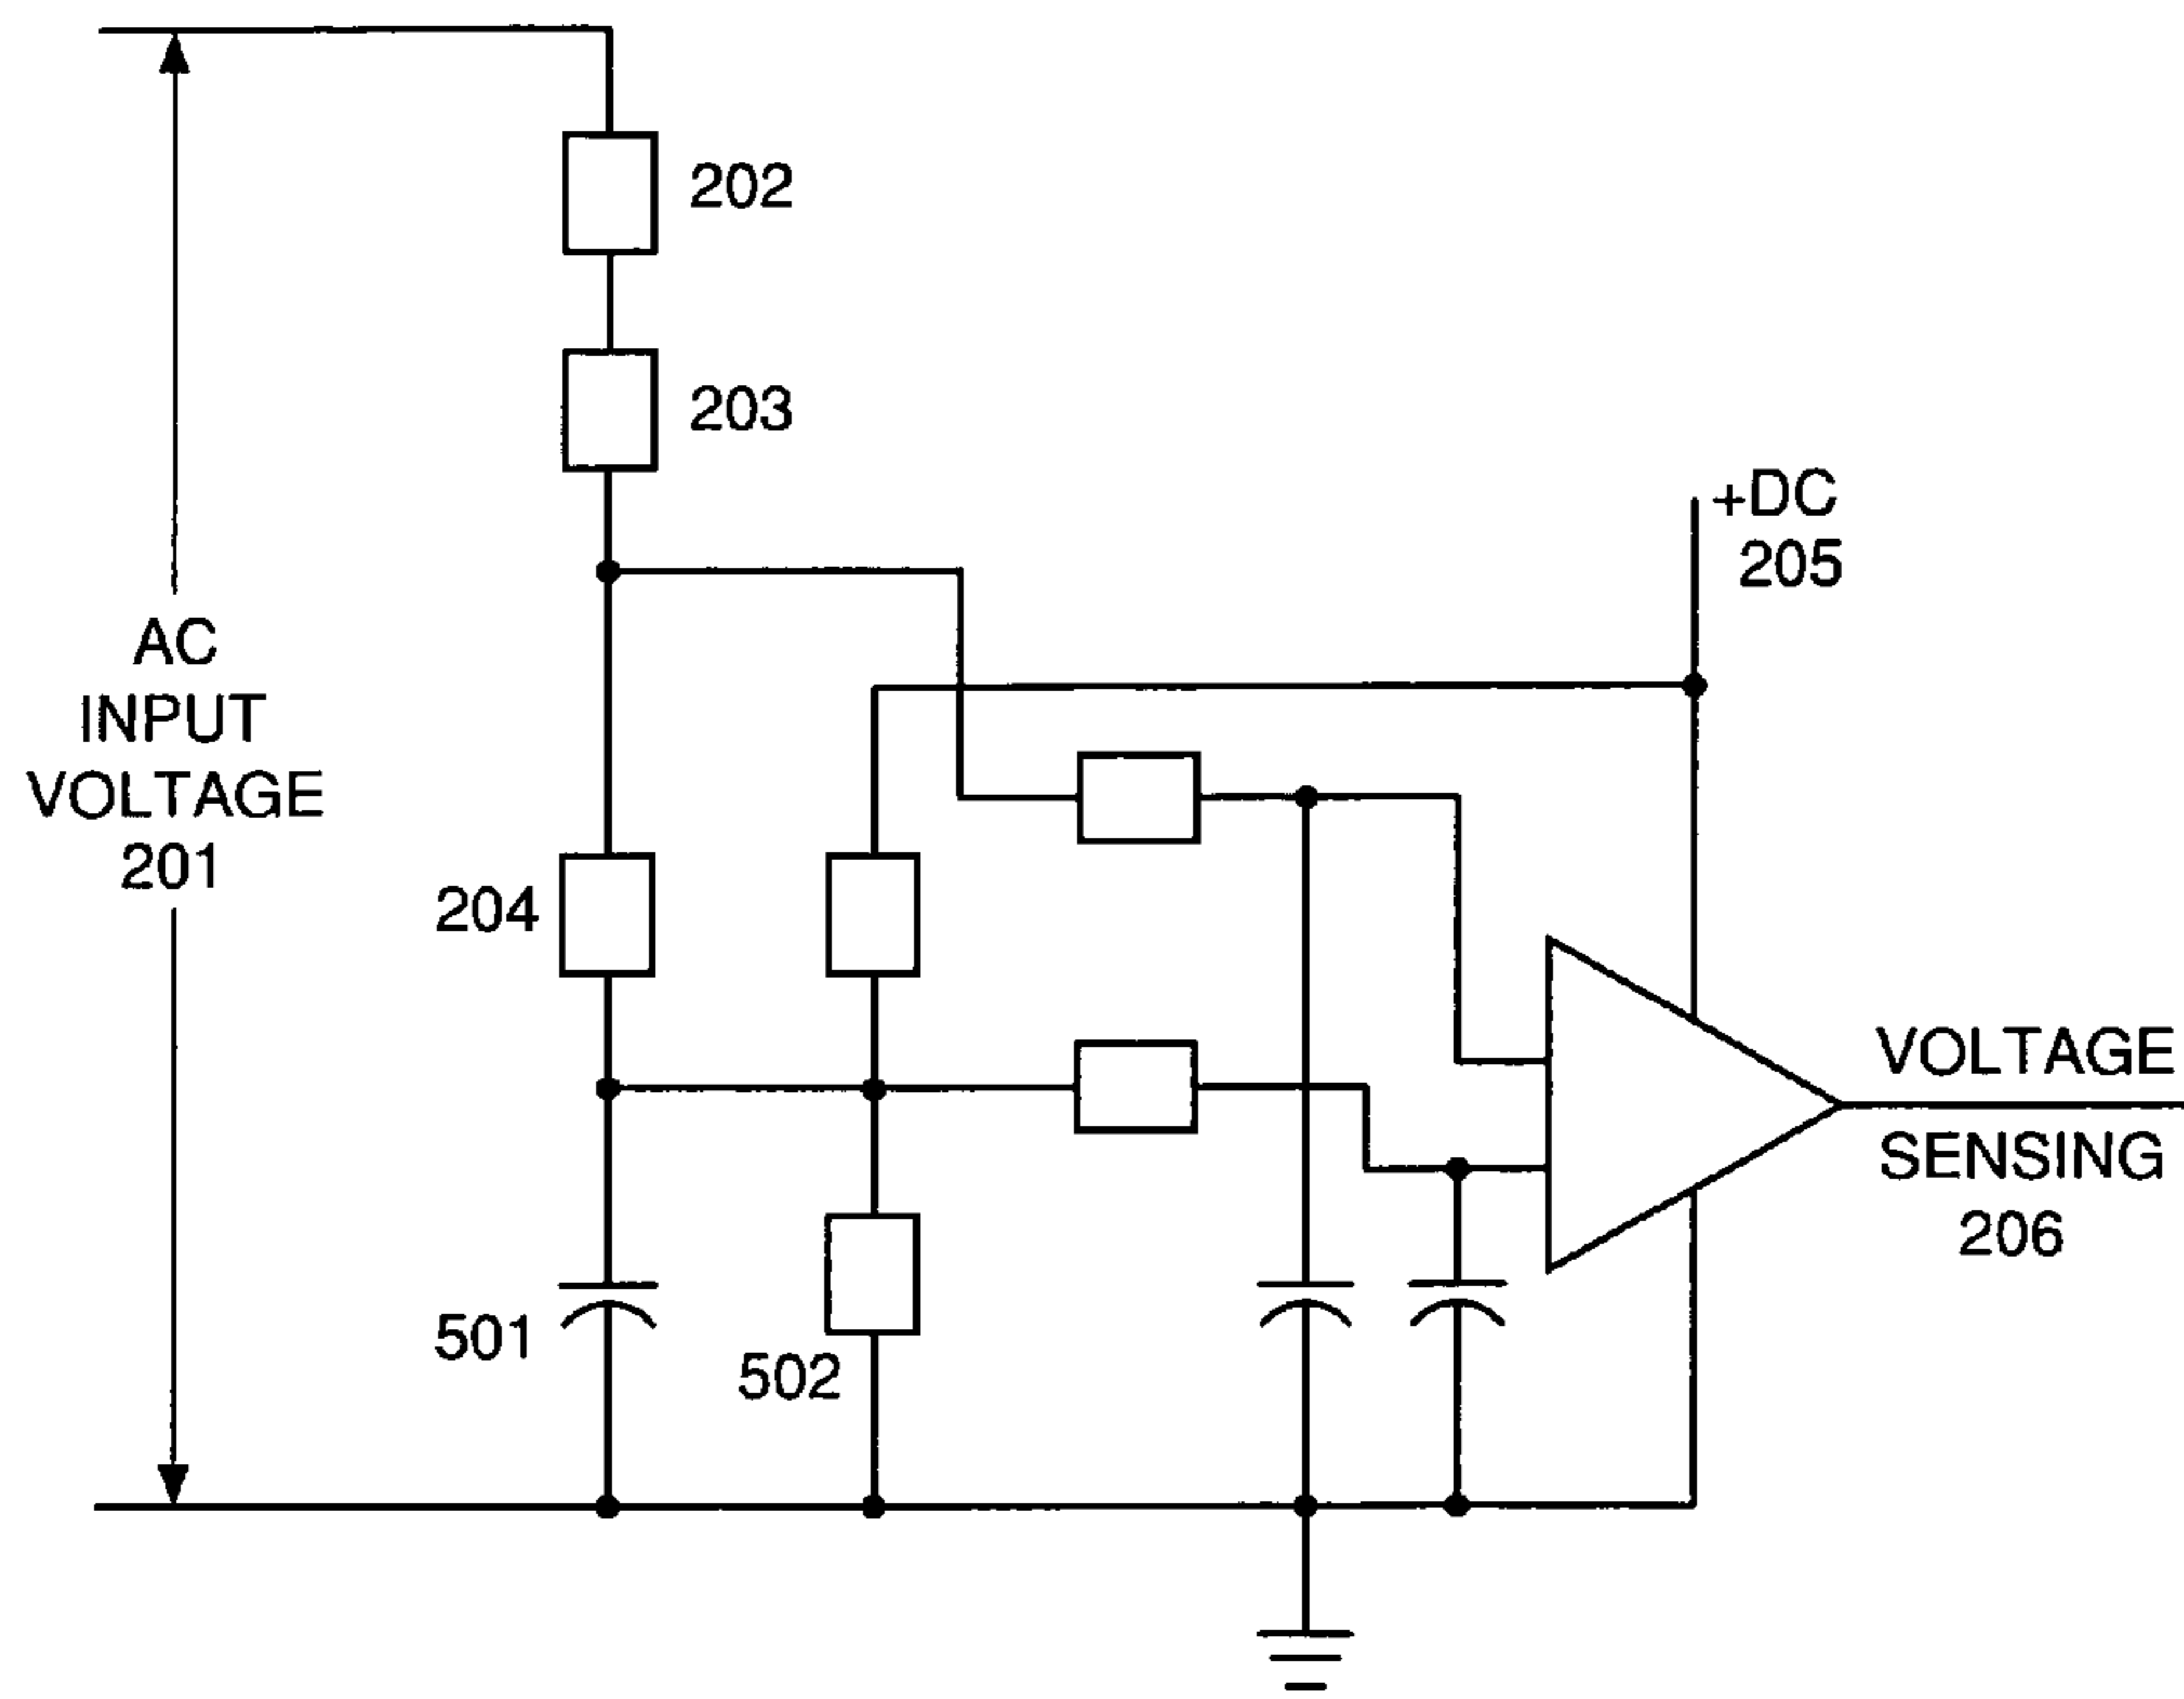 202
203
+DC
205
AC
INPUT
VOLTAGE
201
204
VOLTAGE
SENSING
206
501
502